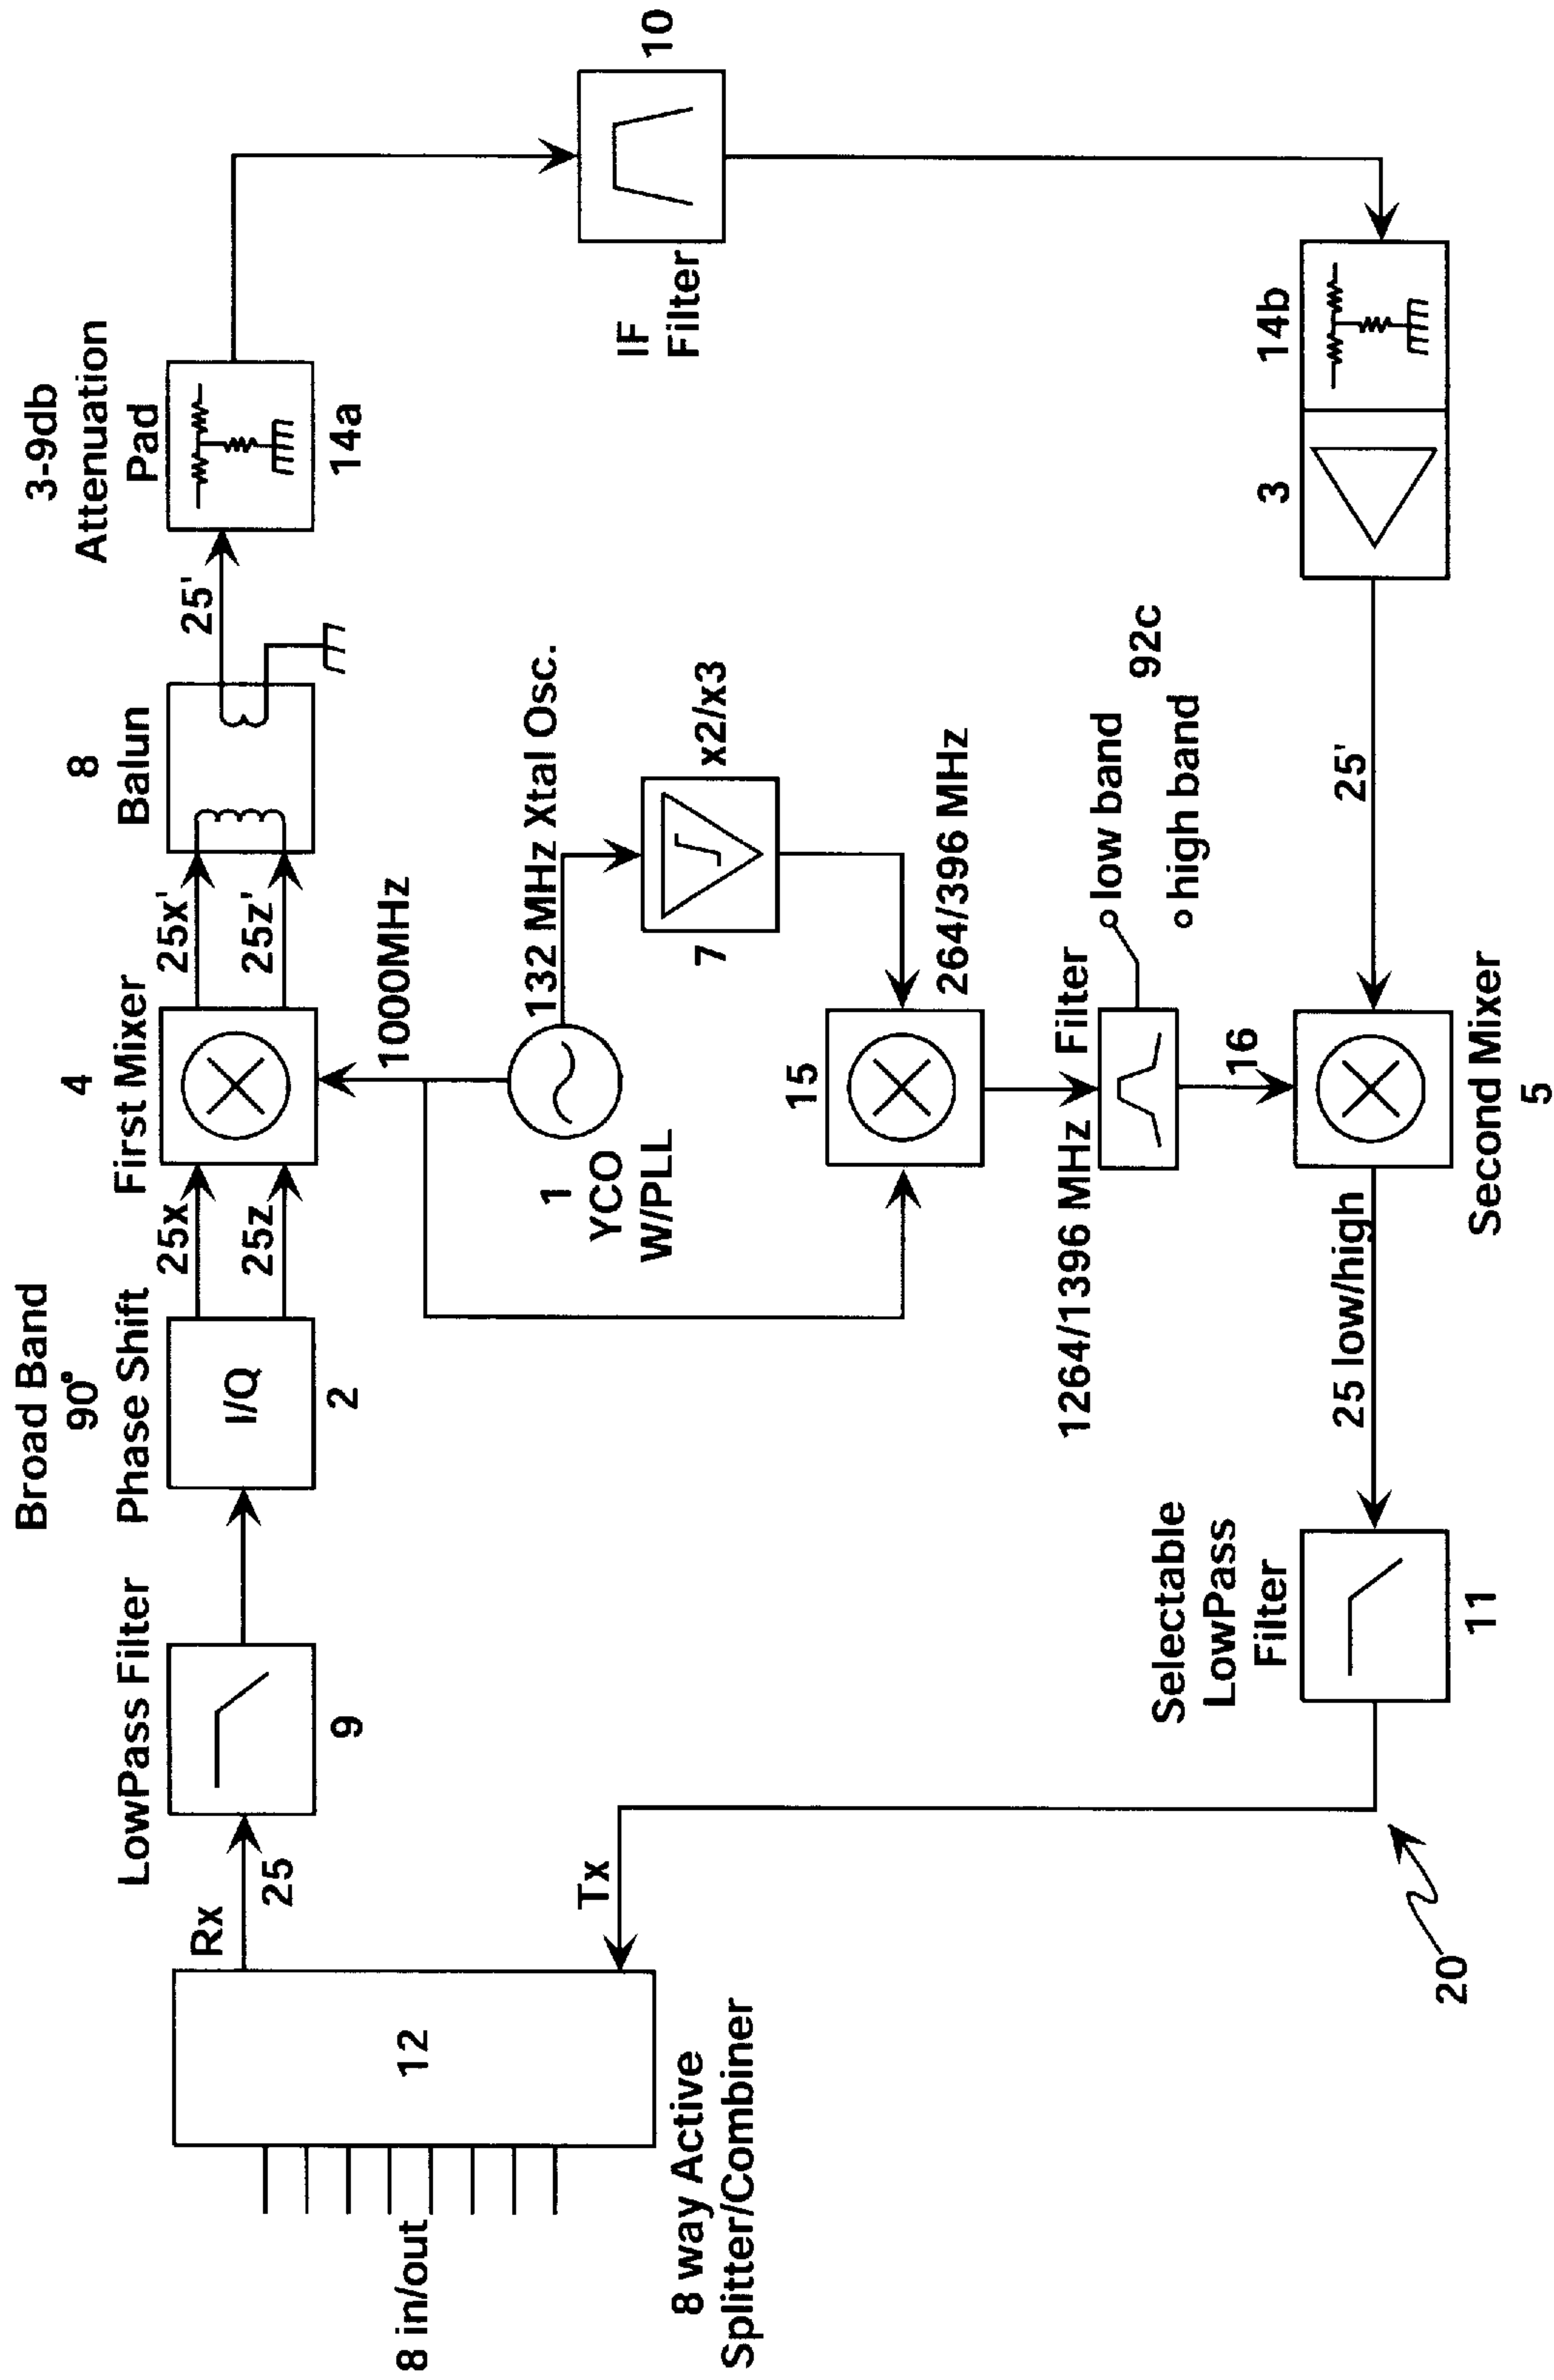 Broad Band
90°
Phase Shift
LowPass Filter
I/Q
2
9
Rx
25
25x
25z
4
First Mixer
25x'
25z'
8
Balun
25'
3-9db
Attenuation
Pad
14a
10
IF
Filter
1000MHz
132 MHz Xtal Osc.
1
YCO
W/PLL
7
x2/x3
15
264/396 MHz
1264/1396 MHz Filter
low band
92c
high band
16
14b
3
25'
Second Mixer
5
25 low/high
Selectable
LowPass
Filter
11
Tx
12
8 in/out
8 way Active
Splitter/Combiner
20